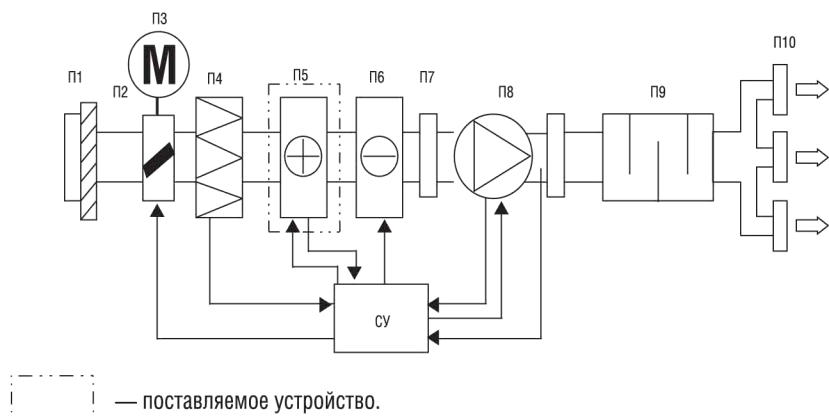 П3
М
П1
П2
П4
П5
П6
П7
П8
П9
П10
СУ
— поставляемое устройство.